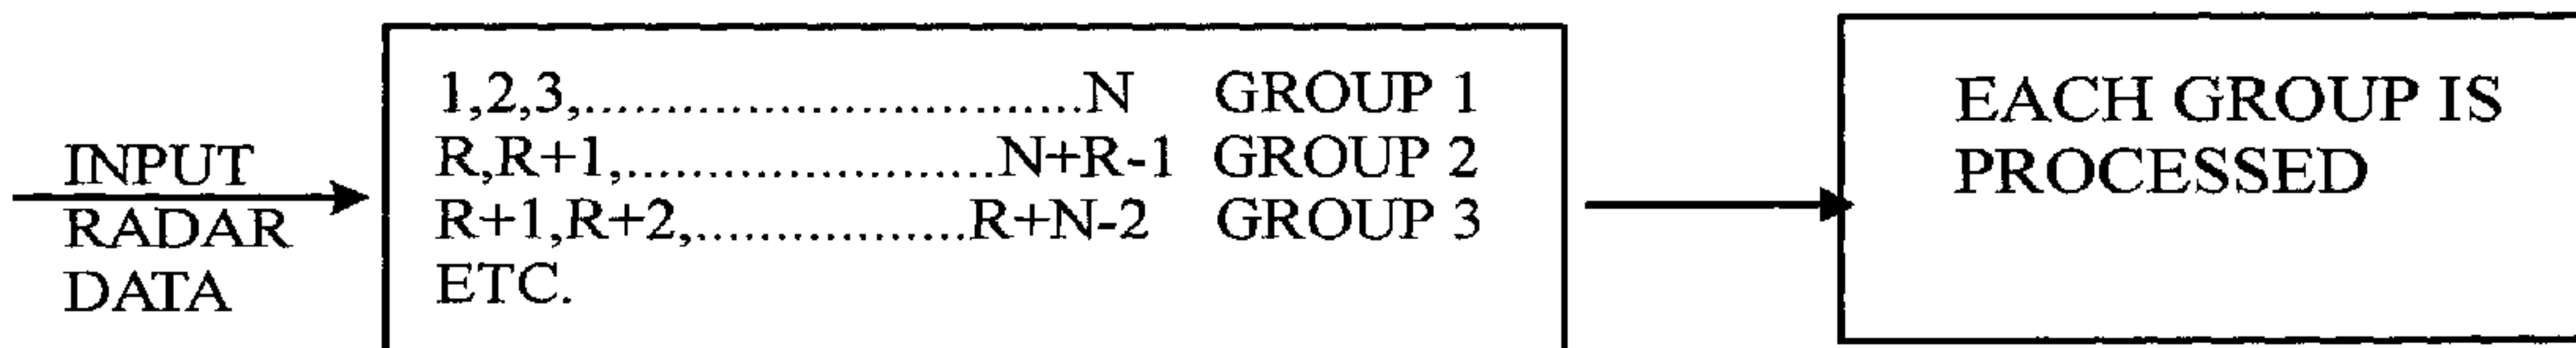 INPUT
RADAR
DATA
1,2,3,..............................N GROUP 1
R,R+1,......................N+R-1 GROUP 2
R+1,R+2,.................R+N-2 GROUP 3
ETC.
EACH GROUP IS
PROCESSED